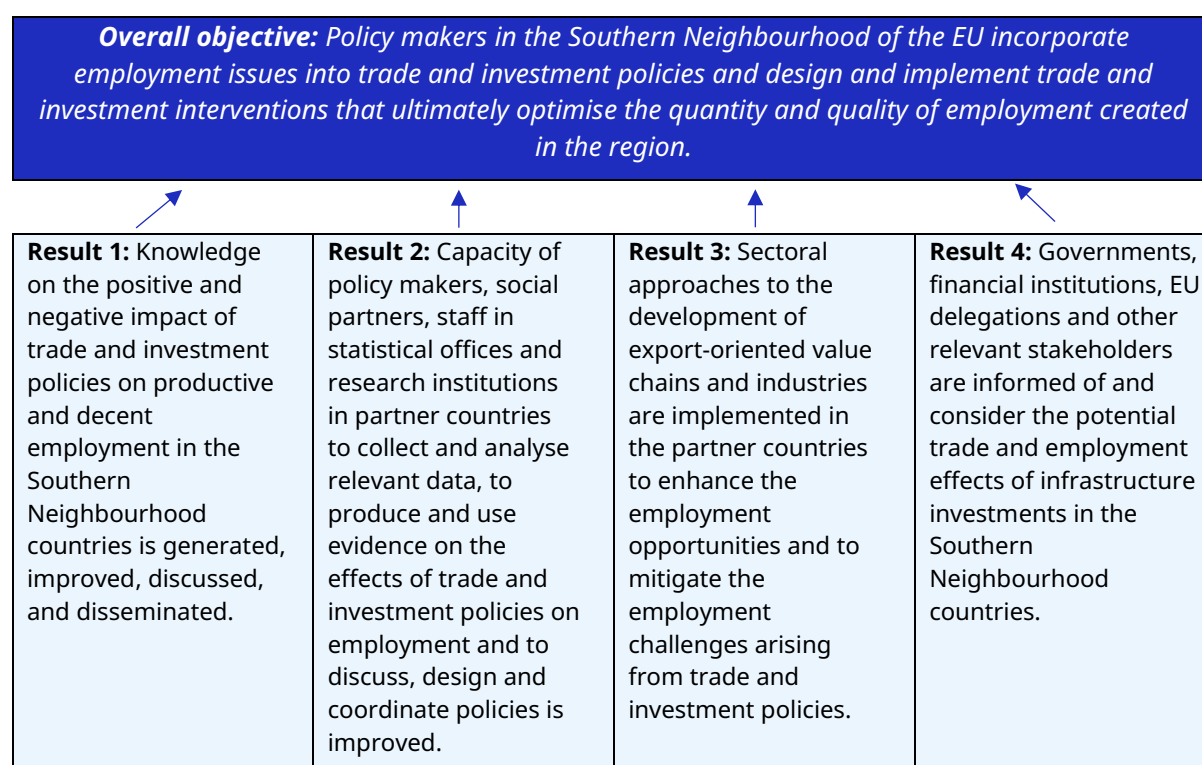 Overall objective: Policy makers in the Southern Neighbourhood of the EU incorporate
employment issues into trade and investment policies and design and implement trade and
investment interventions that ultimately optimise the quantity and quality of employment created
in the region.
Result 1: Knowledge
on the positive and
negative impact of
trade and investment
policies on productive
and decent
employment in the
Southern
Neighbourhood
countries is generated,
improved, discussed,
and disseminated.
Result 2: Capacity of
policy makers, social
partners, staff in
statistical offices and
research institutions
in partner countries
to collect and analyse
relevant data, to
produce and use
evidence on the
effects of trade and
investment policies on
employment and to
discuss, design and
coordinate policies is
improved.
Result 3: Sectoral
approaches to the
development of
export-oriented value
chains and industries
are implemented in
the partner countries
to enhance the
employment
opportunities and to
mitigate the
employment
challenges arising
from trade and
investment policies.
Result 4: Governments,
financial institutions, EU
delegations and other
relevant stakeholders
are informed of and
consider the potential
trade and employment
effects of infrastructure
investments in the
Southern
Neighbourhood
countries.